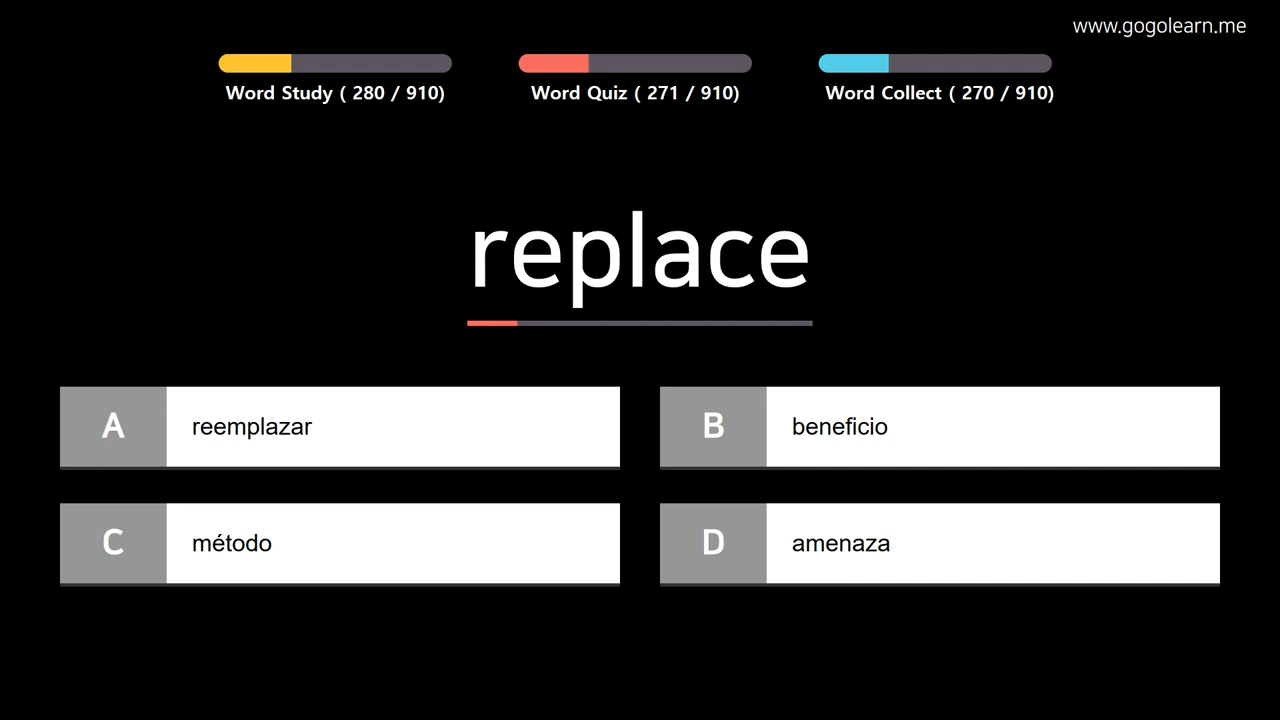 www.gogolearn.me
Word Study ( 280 / 910)
Word Quiz ( 271 / 910)
Word Collect ( 270 / 910)
replace
A reemplazar
B beneficio
C método
D amenaza